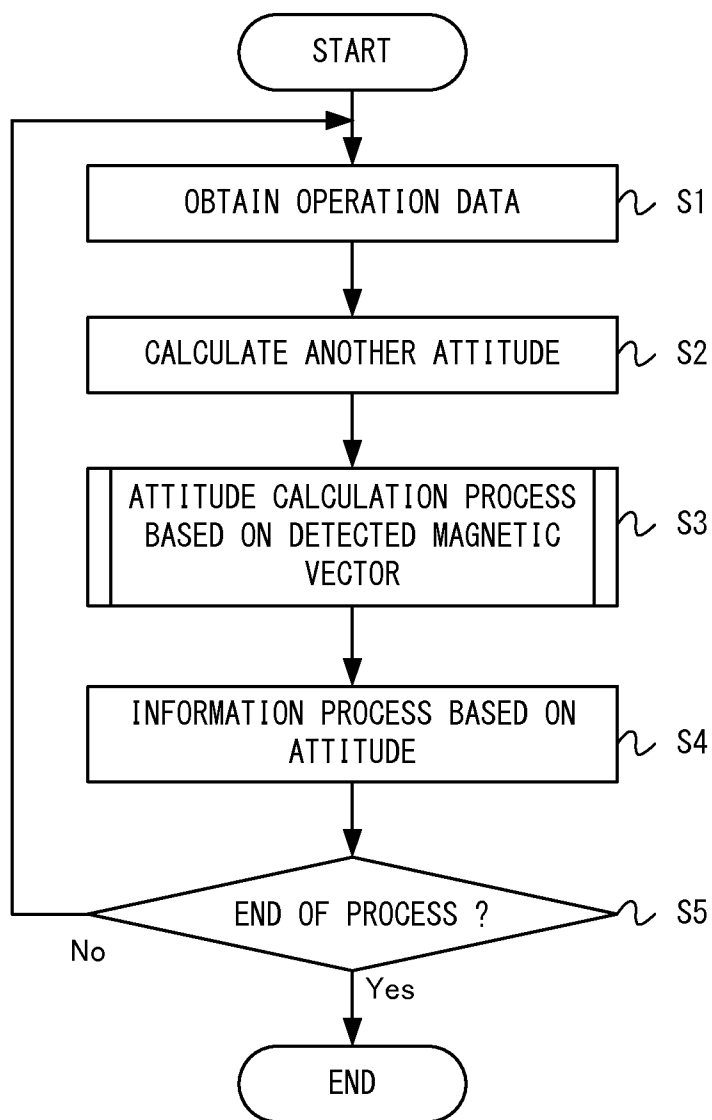 START
OBTAIN OPERATION DATA
S1
CALCULATE ANOTHER ATTITUDE
S2
ATTITUDE CALCULATION PROCESS
BASED ON DETECTED MAGNETIC
VECTOR
S3
INFORMATION PROCESS BASED ON
ATTITUDE
S4
END OF PROCESS ?
S5
No
Yes
END